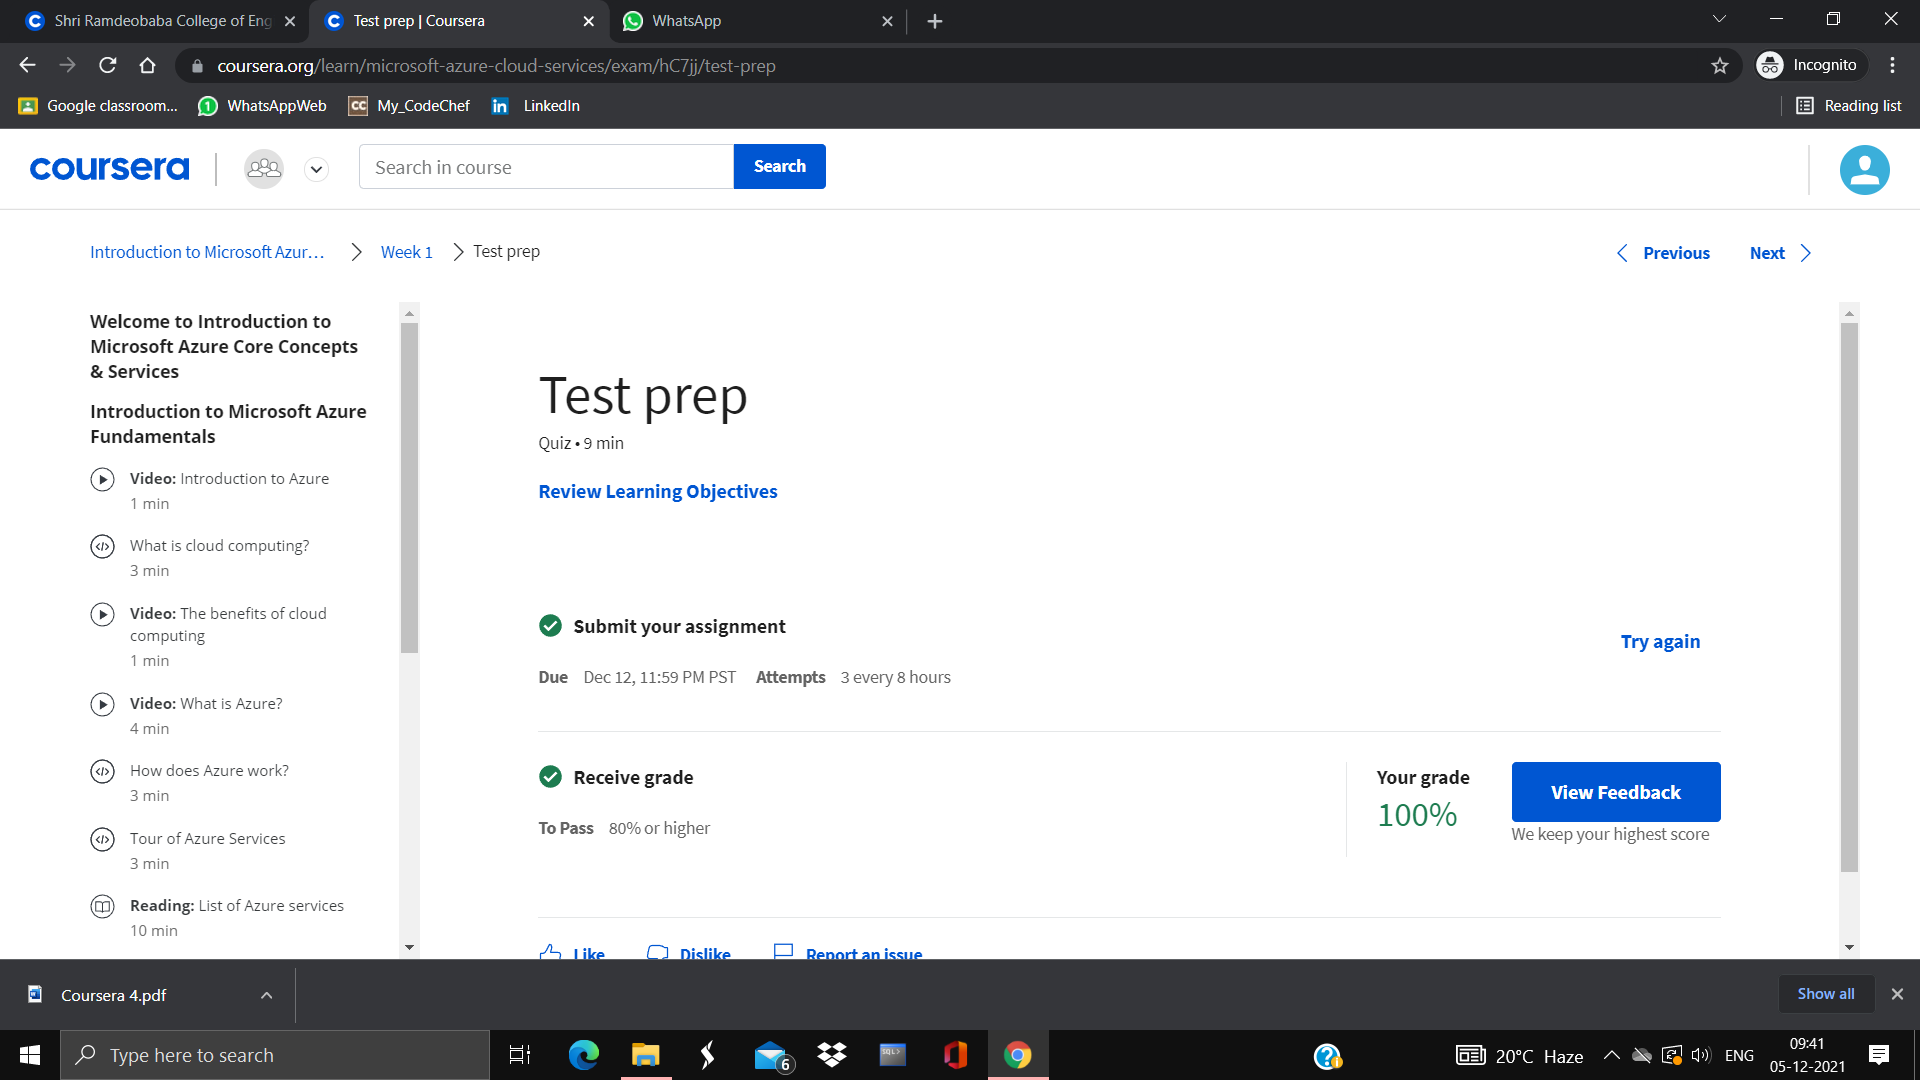 Shri Ramdeobaba College of Eng
Test prep | Coursera
WhatsApp
coursera.org/learn/microsoft-azure-cloud-services/exam/hC7jj/test-prep
Incognito
Google classroom...
WhatsAppWeb
CC My_CodeChef
in LinkedIn
Reading list
coursera
Search in course
Search
Introduction to Microsoft Azur...
Week 1
Test prep
Previous
Next
Welcome to Introduction to
Microsoft Azure Core Concepts
& Services
Introduction to Microsoft Azure
Fundamentals
Video: Introduction to Azure
1 min
What is cloud computing?
3 min
Video: The benefits of cloud
computing
1 min
Video: What is Azure?
4 min
How does Azure work?
3 min
Tour of Azure Services
3 min
Reading: List of Azure services
10 min
Test prep
Quiz • 9 min
Review Learning Objectives
Submit your assignment
Try again
Due Dec 12, 11:59 PM PST Attempts 3 every 8 hours
Receive grade
To Pass 80% or higher
Your grade
100%
View Feedback
We keep your highest score
Like
Dislike
Report an issue
Coursera 4.pdf
Show all
Type here to search
6
SQL>
20°C Haze
ENG
09:41
05-12-2021